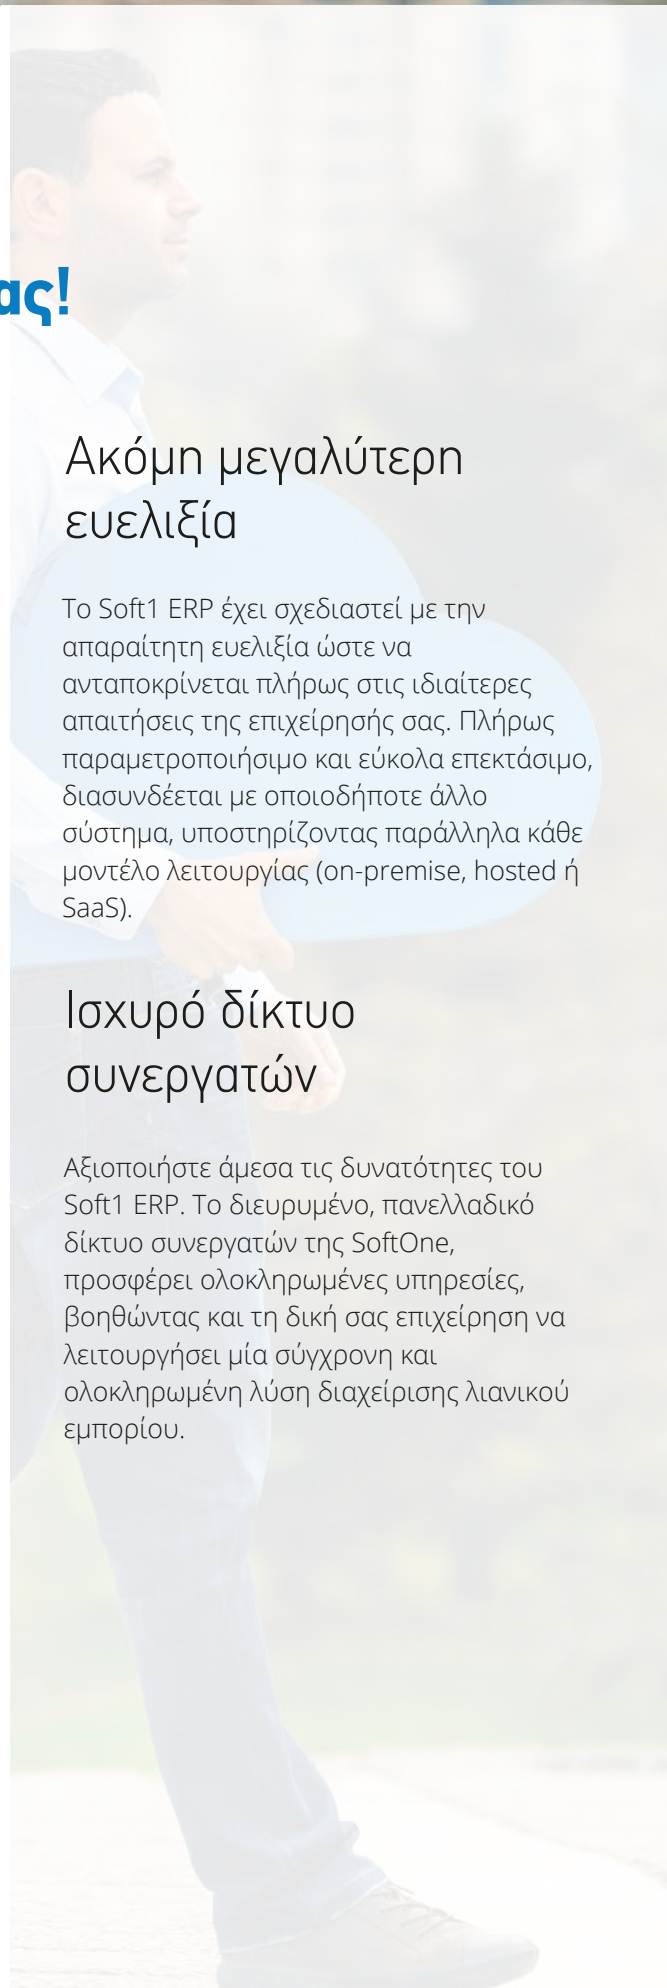 Ακόμη μεγαλύτερη
ευελιξία
Το Soft1 ERP έχει σχεδιαστεί με την
απαραίτητη ευελιξία ώστε να
ανταποκρίνεται πλήρως στις ιδιαίτερες
απαιτήσεις της επιχείρησής σας. Πλήρως
παραμετροποιήσιμο και εύκολα επεκτάσιμο,
διασυνδέεται με οποιοδήποτε άλλο
σύστημα, υποστηρίζοντας παράλληλα κάθε
μοντέλο λειτουργίας (on-premise, hosted ή
SaaS).
Ισχυρό δίκτυο
συνεργατών
Αξιοποιήστε άμεσα τις δυνατότητες του
Soft1 ERP. Το διευρυμένο, πανελλαδικό
δίκτυο συνεργατών της SoftOne,
προσφέρει ολοκληρωμένες υπηρεσίες,
βοηθώντας και τη δική σας επιχείρηση να
λειτουργήσει μία σύγχρονη και
ολοκληρωμένη λύση διαχείρισης λιανικού
εμπορίου.